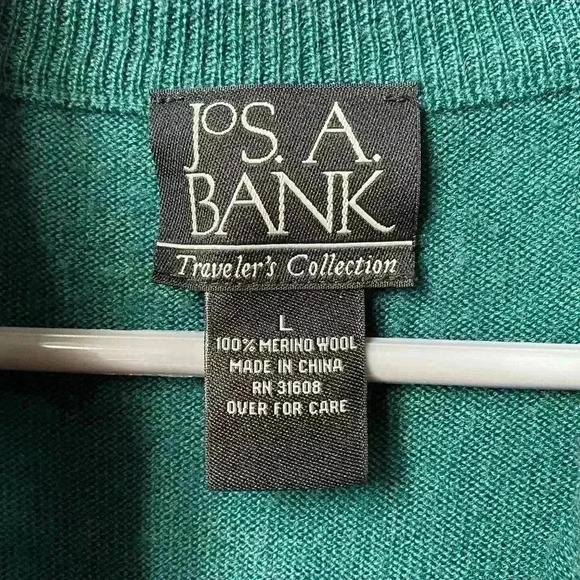 JOS. A.
BANK
Traveler's Collection
L
100% MERINO WOOL
MADE IN CHINA
RN 31608
OVER FOR CARE